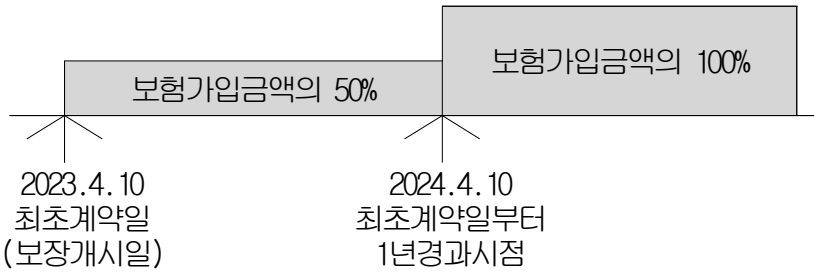 보험가입금액의 50%
보험가입금액의 100%
2023.4.10
최초계약일
(보장개시일)
2024.4.10
최초계약일부터
1년경과시점